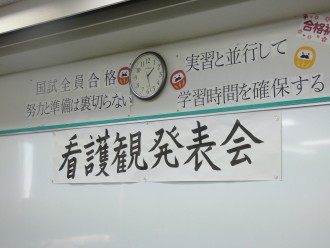 国試全員合格
努力と準備は裏切らない
実習と並行して
学習時間を確保する
看護観発表会